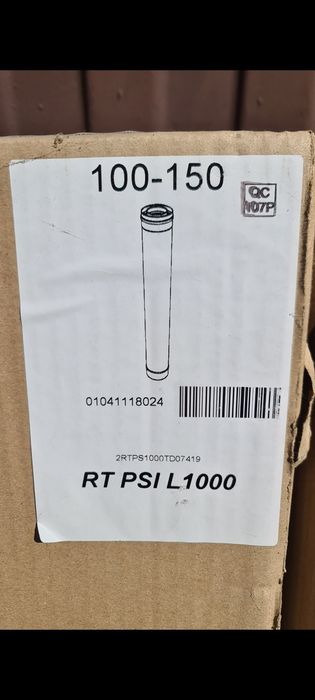 100-150
QC
107P
01041118024
2RTPS1000TD07419
RT PSI L1000